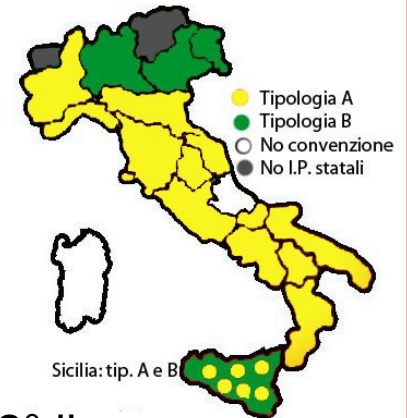 Tipologia A
Tipologia B
No convenzione
No I.P. statali
Sicilia: tip. A e B